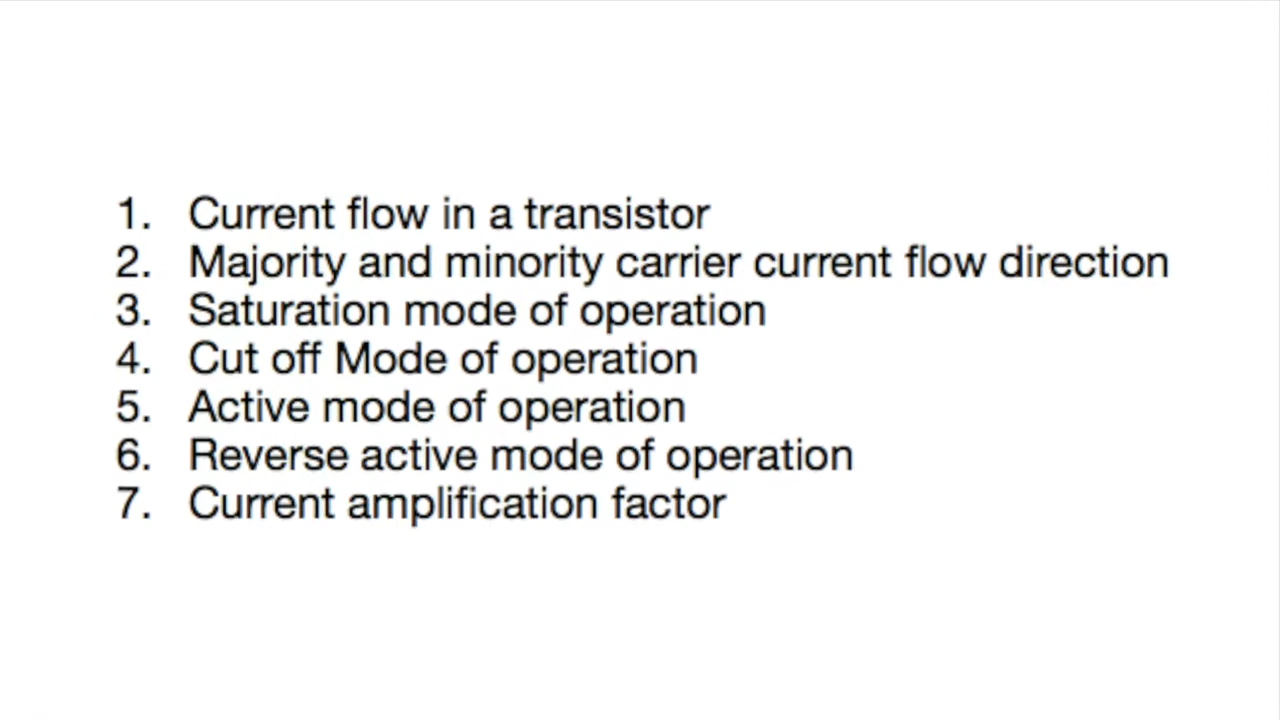 1. Current flow in a transistor
2. Majority and minority carrier current flow direction
3. Saturation mode of operation
4. Cut off Mode of operation
5. Active mode of operation
6. Reverse active mode of operation
7. Current amplification factor